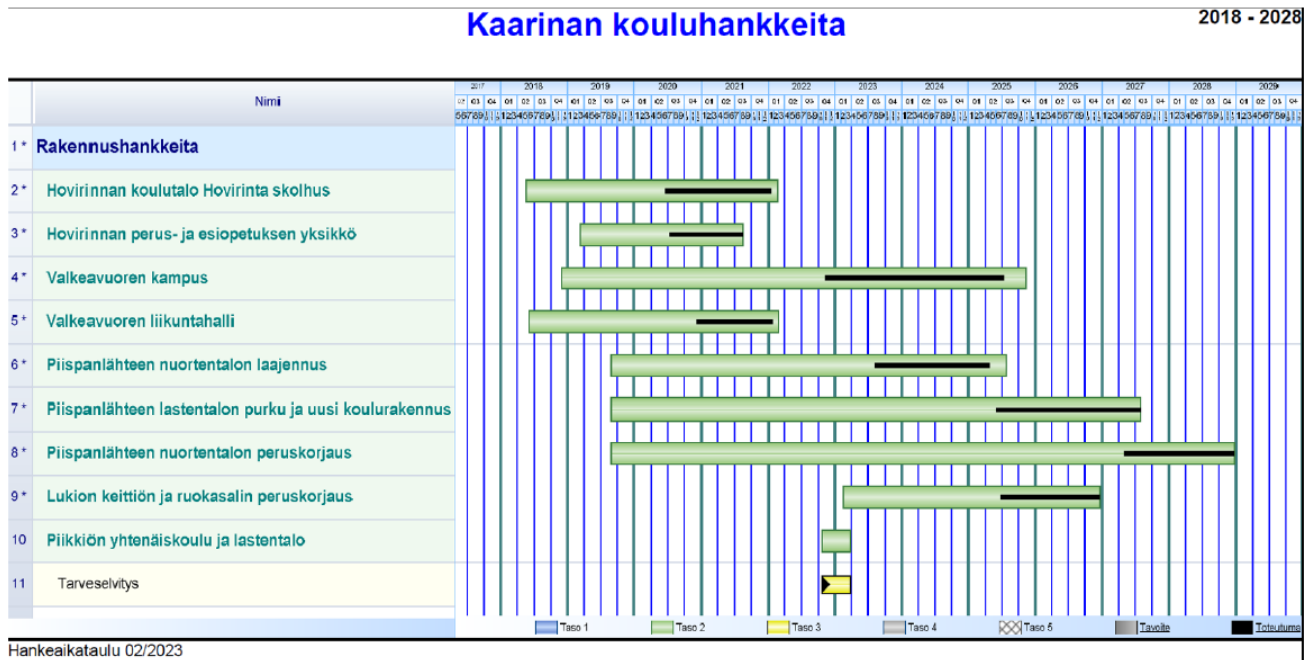 Kaarinan kouluhankkeita
2018 - 2028
Nimi
2017 2018 2019 2020 2021 2022 2023 2024 2025 2026 2027 2028 2029
1* Rakennushankkeita
2* Hovirinnan koulutalo Hovirinta skolhus
3* Hovirinnan perus- ja esiopetuksen yksikkö
4* Valkeavuoren kampus
5* Valkeavuoren liikuntahalli
6* Piispanlähteen nuortentalon laajennus
7* Piispanlähteen lastentalon purku ja uusi koulurakennus
8* Piispanlähteen nuortentalon peruskorjaus
9* Lukion keittiön ja ruokasalin peruskorjaus
10 Piikkiön yhtenäiskoulu ja lastentalo
11 Tarveselvitys
Taso 1 Taso 2 Taso 3 Taso 4 Taso 5 Tavoite Toteutuma
Hankeaikataulu 02/2023